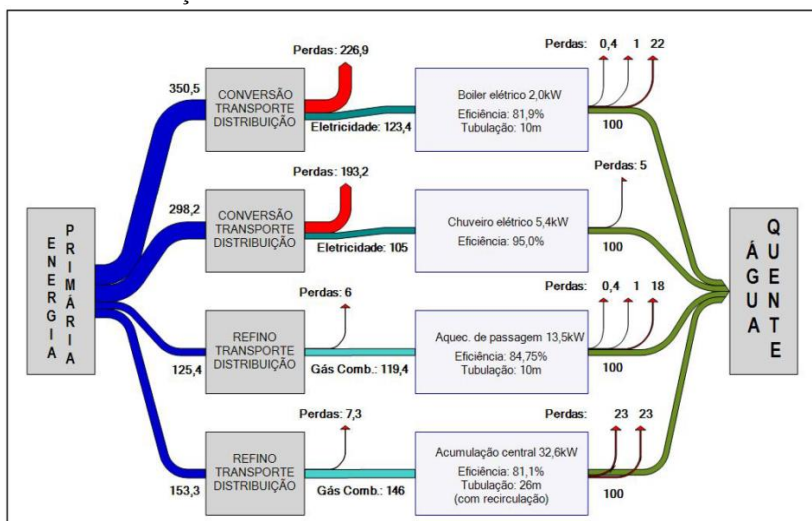 ENERGIA
PRIMÁRIA
350,5
CONVERSÃO
TRANSPORTE
DISTRIBUIÇÃO
Perdas: 226,9
Eletricidade: 123,4
Boiler elétrico 2,0kW
Eficiência: 81,9%
Tubulação: 10m
Perdas: 0,4 1 22
100
298,2
CONVERSÃO
TRANSPORTE
DISTRIBUIÇÃO
Perdas: 193,2
Eletricidade: 105
Chuveiro elétrico 5,4kW
Eficiência: 95,0%
Perdas: 5
100
125,4
REFINO
TRANSPORTE
DISTRIBUIÇÃO
Perdas: 6
Gás Comb.: 119,4
Aquec. de passagem 13,5kW
Eficiência: 84,75%
Tubulação: 10m
Perdas: 0,4 1 18
100
153,3
REFINO
TRANSPORTE
DISTRIBUIÇÃO
Perdas: 7,3
Gás Comb.: 146
Acumulação central 32,6kW
Eficiência: 81,1%
Tubulação: 26m
(com recirculação)
Perdas: 23 23
100
ÁGUA
QUENTE